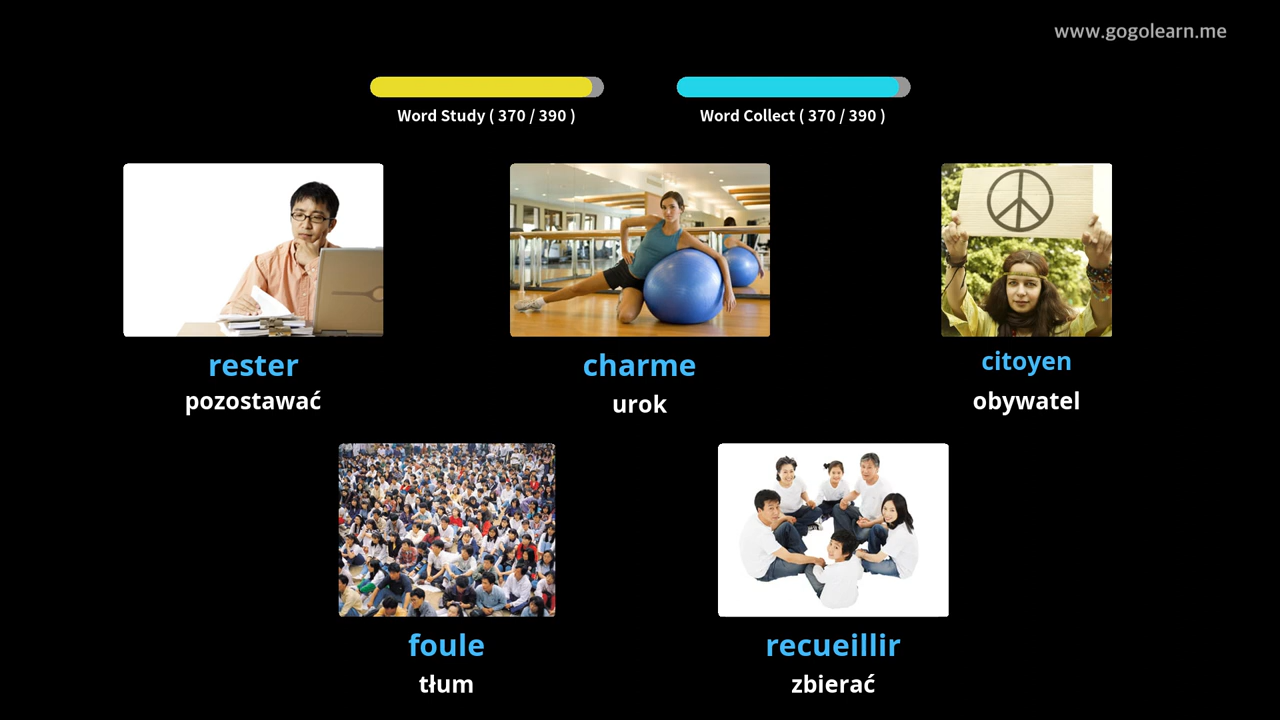 www.gogolearn.me
Word Study ( 370 / 390 )
Word Collect ( 370 / 390 )
rester
pozostawać
charme
urok
citoyen
obywatel
foule
tłum
recueillir
zbierać